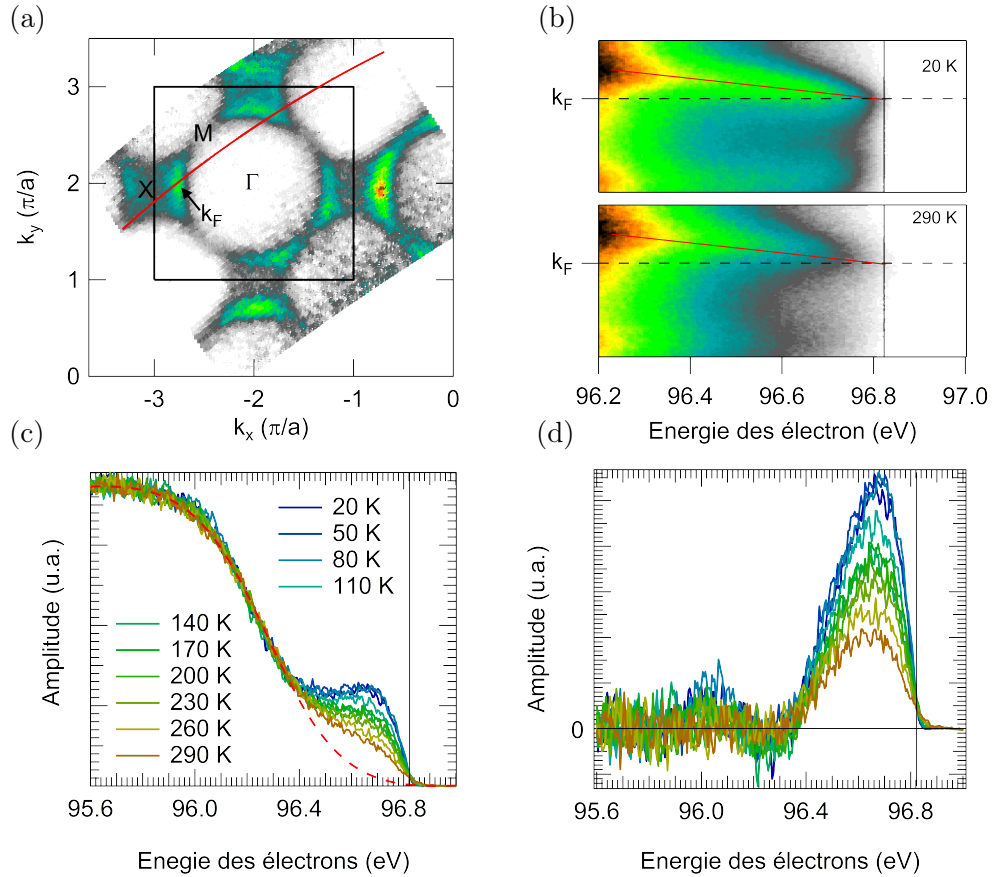 (a)
3
2
1
0
k_y (π/a)
-3
-2
-1
0
k_x (π/a)
M
X
Γ
k_F
(b)
20 K
k_F
290 K
k_F
96.2
96.4
96.6
96.8
97.0
Energie des électron (eV)
(c)
Amplitude (u.a.)
20 K
50 K
80 K
110 K
140 K
170 K
200 K
230 K
260 K
290 K
95.6
96.0
96.4
96.8
Enegie des électrons (eV)
(d)
Amplitude (u.a.)
0
95.6
96.0
96.4
96.8
Energie des électrons (eV)